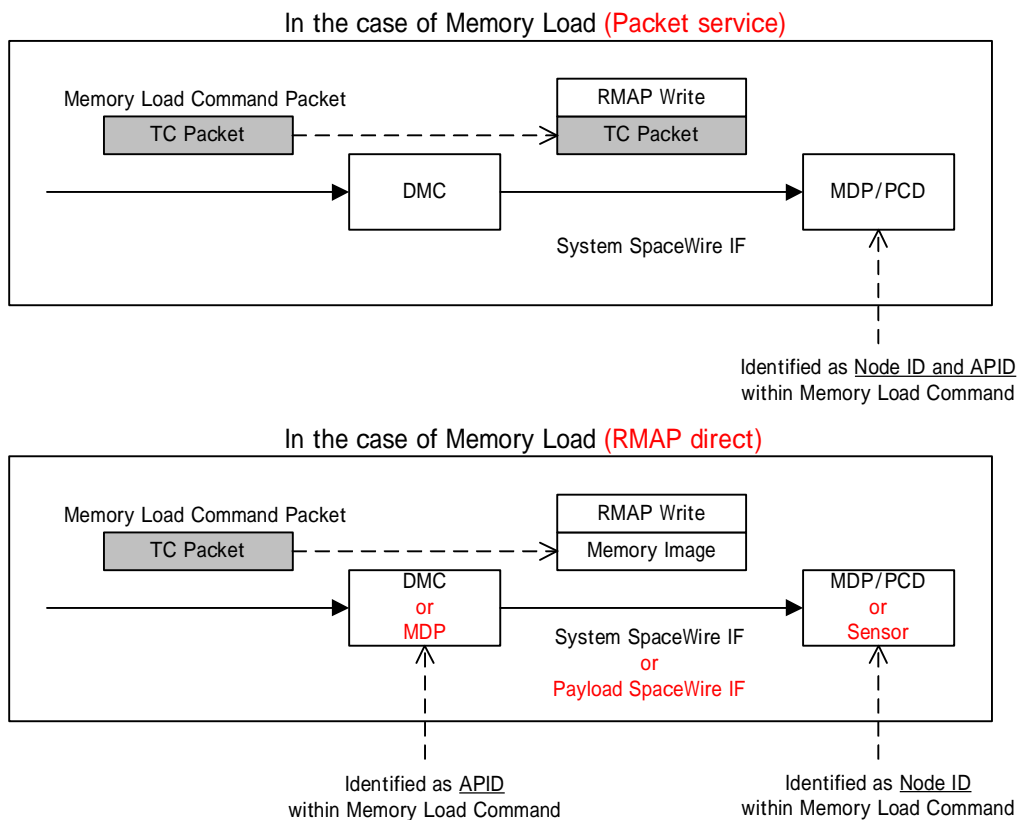 In the case of Memory Load (Packet service)
Memory Load Command Packet
TC Packet
RMAP Write
TC Packet
DMC
MDP/PCD
System SpaceWire IF
Identified as Node ID and APID
within Memory Load Command
In the case of Memory Load (RMAP direct)
Memory Load Command Packet
TC Packet
RMAP Write
Memory Image
DMC
or
MDP
MDP/PCD
or
Sensor
System SpaceWire IF
or
Payload SpaceWire IF
Identified as APID
within Memory Load Command
Identified as Node ID
within Memory Load Command